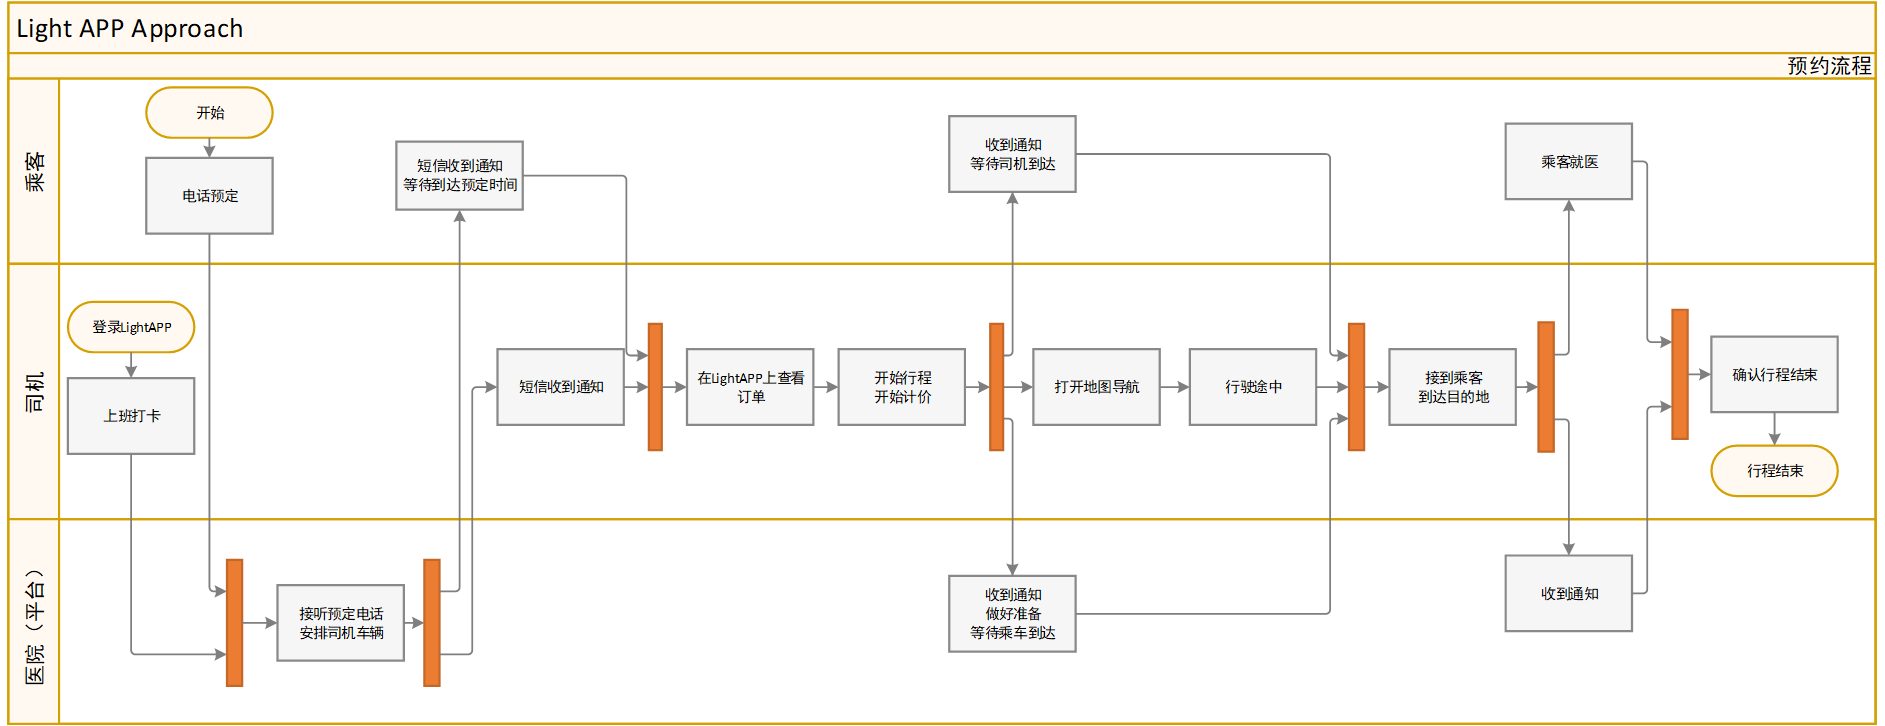 Light APP Approach
预约流程
乘客
开始
电话预定
短信收到通知
等待到达预定时间
收到通知
等待司机到达
乘客就医
司机
登录LightAPP
上班打卡
短信收到通知
在LightAPP上查看
订单
开始行程
开始计价
打开地图导航
行驶途中
接到乘客
到达目的地
确认行程结束
行程结束
医院（平台）
接听预定电话
安排司机车辆
收到通知
做好准备
等待乘车到达
收到通知